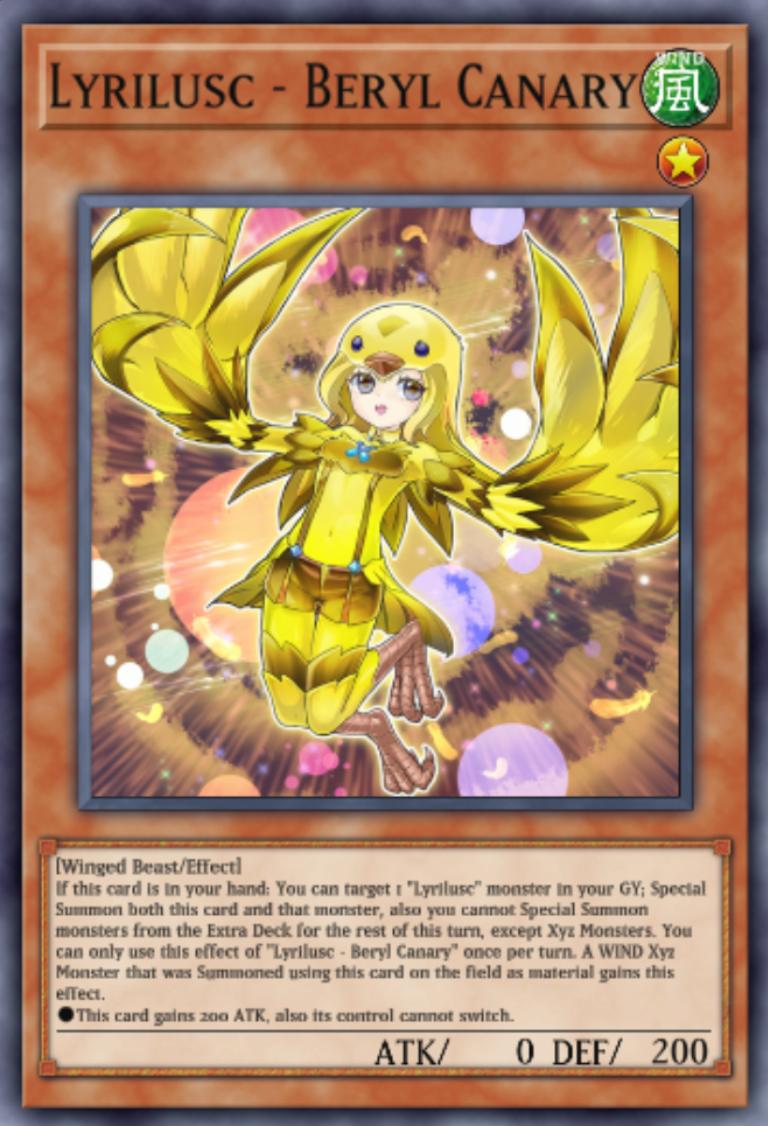 Lyrilusc - Beryl Canary
WIND
風
[Winged Beast/Effect]
If this card is in your hand: You can target 1 "Lyrilusc" monster in your GY; Special
Summon both this card and that monster, also you cannot Special Summon
monsters from the Extra Deck for the rest of this turn, except Xyz Monsters. You
can only use this effect of "Lyrilusc - Beryl Canary" once per turn. A WIND Xyz
Monster that was Summoned using this card on the field as material gains this
effect.
●This card gains 200 ATK, also its control cannot switch.
ATK/ 0 DEF/ 200